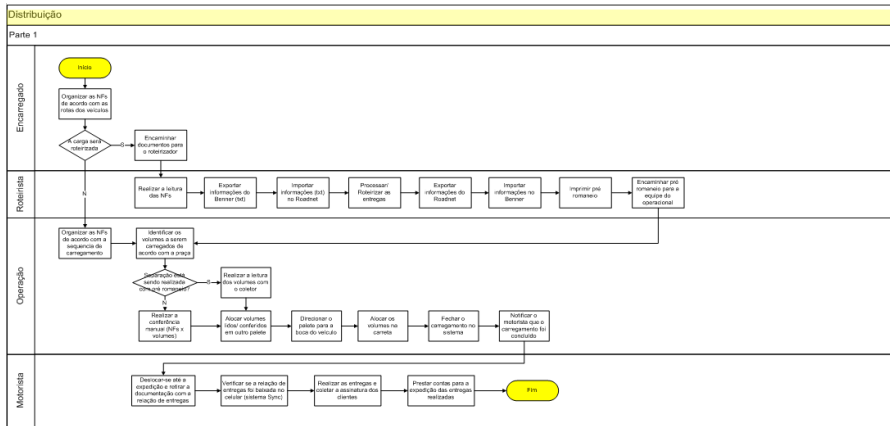 Distribuição
Parte 1
Encarregado
Início
Organizar as NFs
de acordo com as
rotas dos veículos
A carga será
roteirizada
S
Encaminhar
documentos para
o roteirizador
N
Roteirista
Realizar a leitura
das NFs
Exportar
informações do
Benner (txt)
Importar
informações (txt)
no Roadnet
Processar/
Roteirizar as
entregas
Exportar
informações do
Roadnet
Importar
informações no
Benner
Imprimir pré
romaneio
Encaminhar pré
romaneio para a
equipe do
operacional
Operação
Organizar as NFs
de acordo com a
sequencia de
carregamento
Identificar os
volumes a serem
carregados de
acordo com a praça
Separação está
sendo realizada
com pré romaneio?
S
Realizar a leitura
dos volumes com o
coletor
N
Realizar a
conferência
manual (NFs x
volumes)
Alocar volumes
lidos/ conferidos
em outro palete
Direcionar o
palete para a
boca do veículo
Alocar os
volumes na
carreta
Fechar o
carregamento no
sistema
Notificar o
motorista que o
carregamento foi
concluído
Motorista
Deslocar-se até a
expedição e retirar a
documentação com a
relação de entregas
Verificar se a relação de
entregas foi baixada no
celular (sistema Sync)
Realizar as entregas e
coletar a assinatura dos
clientes
Prestar contas para a
expedição das entregas
realizadas
Fim